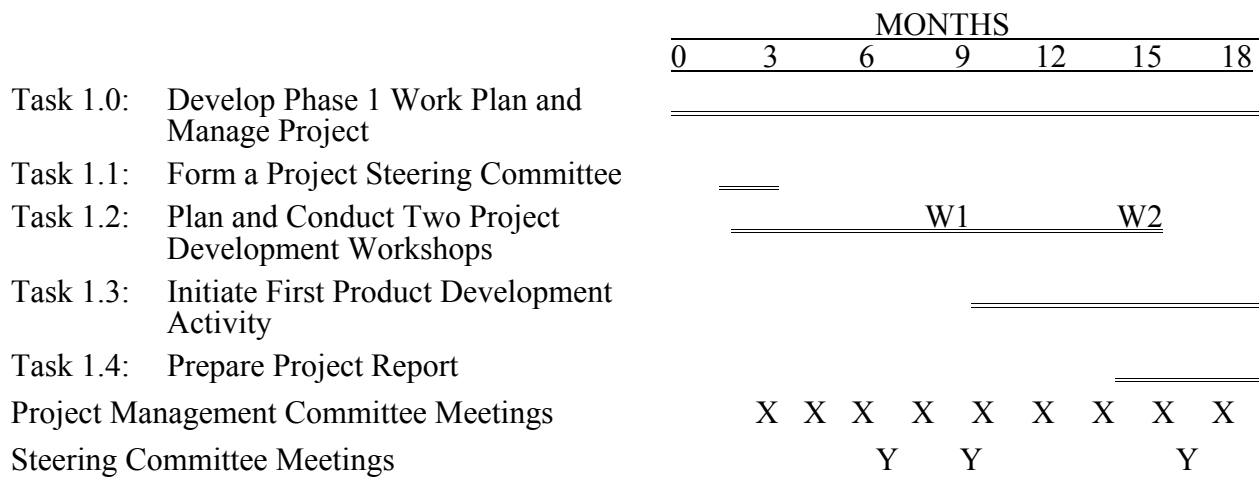 MONTHS
0 3 6 9 12 15 18
Task 1.0: Develop Phase 1 Work Plan and
Manage Project
Task 1.1: Form a Project Steering Committee
Task 1.2: Plan and Conduct Two Project W1 W2
Development Workshops
Task 1.3: Initiate First Product Development
Activity
Task 1.4: Prepare Project Report
Project Management Committee Meetings X X X X X X X X X
Steering Committee Meetings Y Y Y